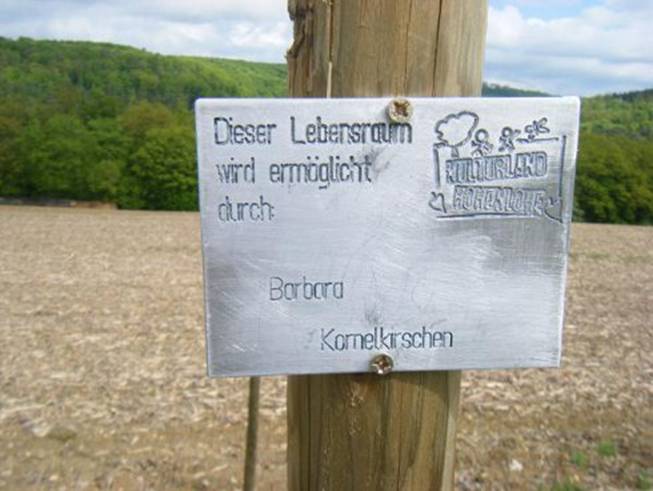 Dieser Lebensraum
wird ermöglicht
durch:
KULTURLAND
HOHENLOHE
Barbara
Kornelkirschen